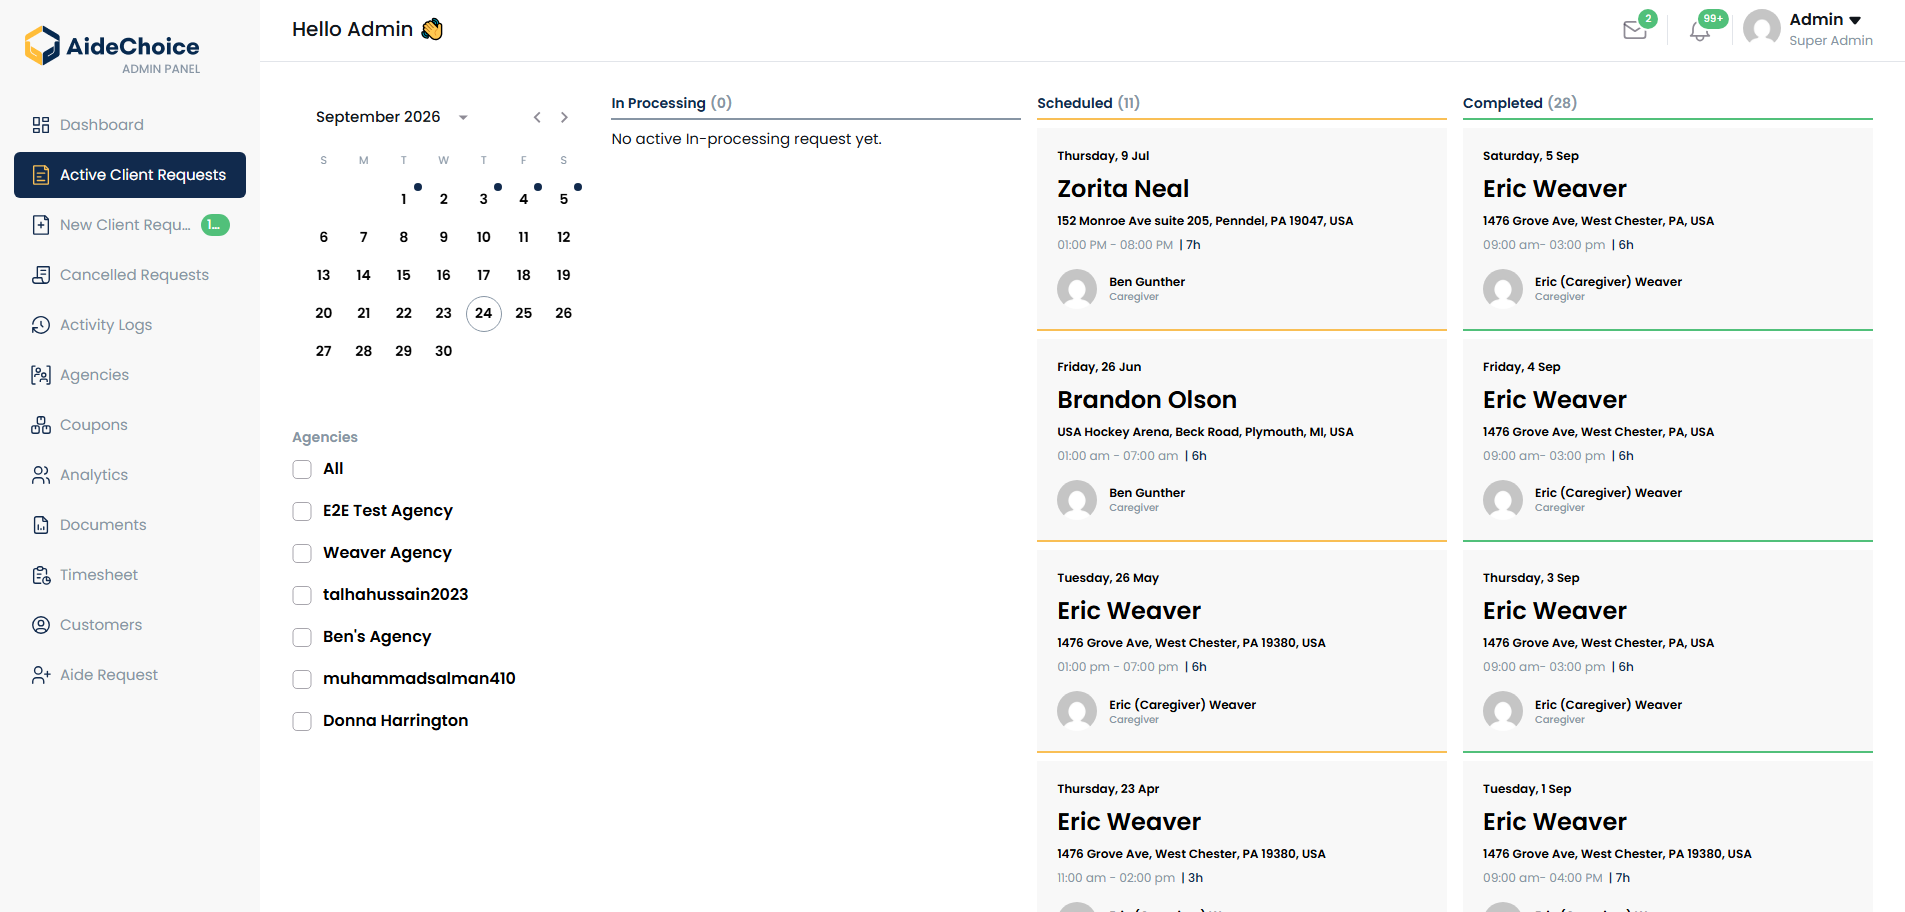 AideChoice
ADMIN PANEL
Dashboard
Active Client Requests
New Client Requ... 1...
Cancelled Requests
Activity Logs
Agencies
Coupons
Analytics
Documents
Timesheet
Customers
Aide Request
Hello Admin
2
99+
Admin
Super Admin
September 2026
S M T W T F S
1 2 3 4 5
6 7 8 9 10 11 12
13 14 15 16 17 18 19
20 21 22 23 24 25 26
27 28 29 30
Agencies
All
E2E Test Agency
Weaver Agency
talhahussain2023
Ben's Agency
muhammadsalman410
Donna Harrington
In Processing (0)
No active In-processing request yet.
Scheduled (11)
Thursday, 9 Jul
Zorita Neal
152 Monroe Ave suite 205, Penndel, PA 19047, USA
01:00 PM - 08:00 PM | 7h
Ben Gunther
Caregiver
Friday, 26 Jun
Brandon Olson
USA Hockey Arena, Beck Road, Plymouth, MI, USA
01:00 am - 07:00 am | 6h
Ben Gunther
Caregiver
Tuesday, 26 May
Eric Weaver
1476 Grove Ave, West Chester, PA 19380, USA
01:00 pm - 07:00 pm | 6h
Eric (Caregiver) Weaver
Caregiver
Thursday, 23 Apr
Eric Weaver
1476 Grove Ave, West Chester, PA 19380, USA
11:00 am - 02:00 pm | 3h
Completed (28)
Saturday, 5 Sep
Eric Weaver
1476 Grove Ave, West Chester, PA, USA
09:00 am- 03:00 pm | 6h
Eric (Caregiver) Weaver
Caregiver
Friday, 4 Sep
Eric Weaver
1476 Grove Ave, West Chester, PA, USA
09:00 am- 03:00 pm | 6h
Eric (Caregiver) Weaver
Caregiver
Thursday, 3 Sep
Eric Weaver
1476 Grove Ave, West Chester, PA, USA
09:00 am- 03:00 pm | 6h
Eric (Caregiver) Weaver
Caregiver
Tuesday, 1 Sep
Eric Weaver
1476 Grove Ave, West Chester, PA 19380, USA
09:00 am- 04:00 PM | 7h